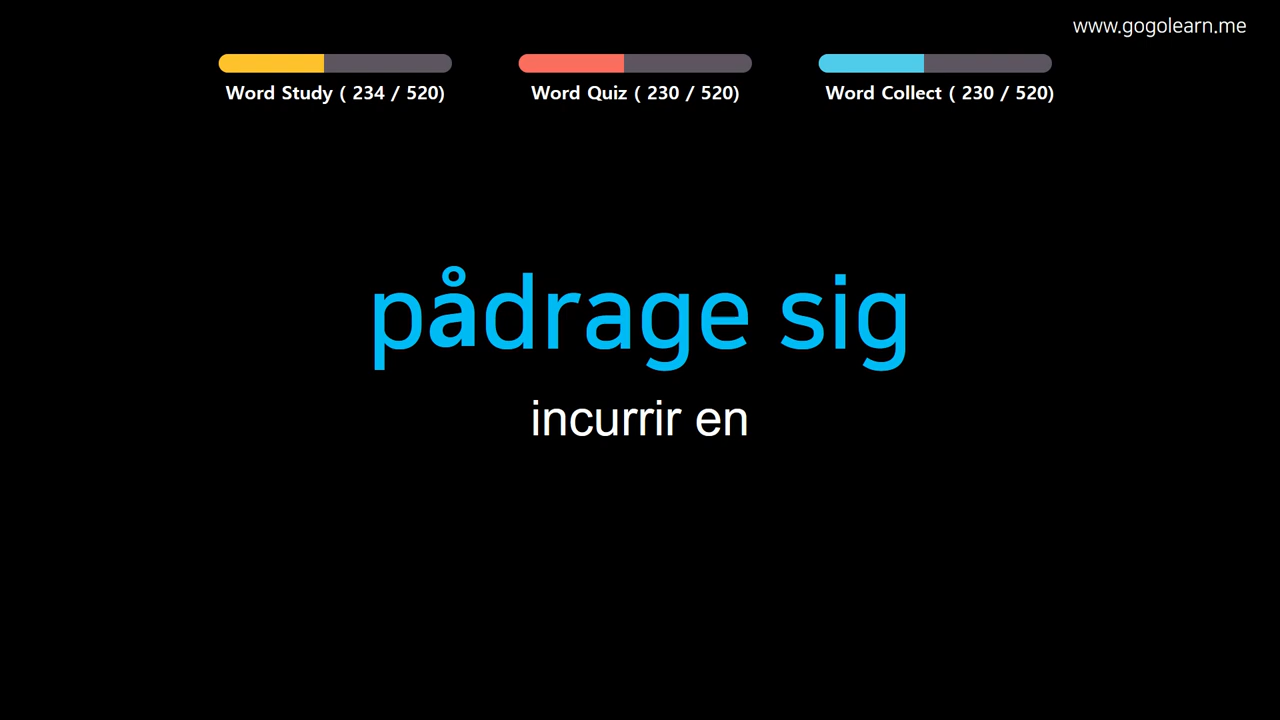 www.gogolearn.me
Word Study ( 234 / 520)
Word Quiz ( 230 / 520)
Word Collect ( 230 / 520)
pådrage sig
incurrir en